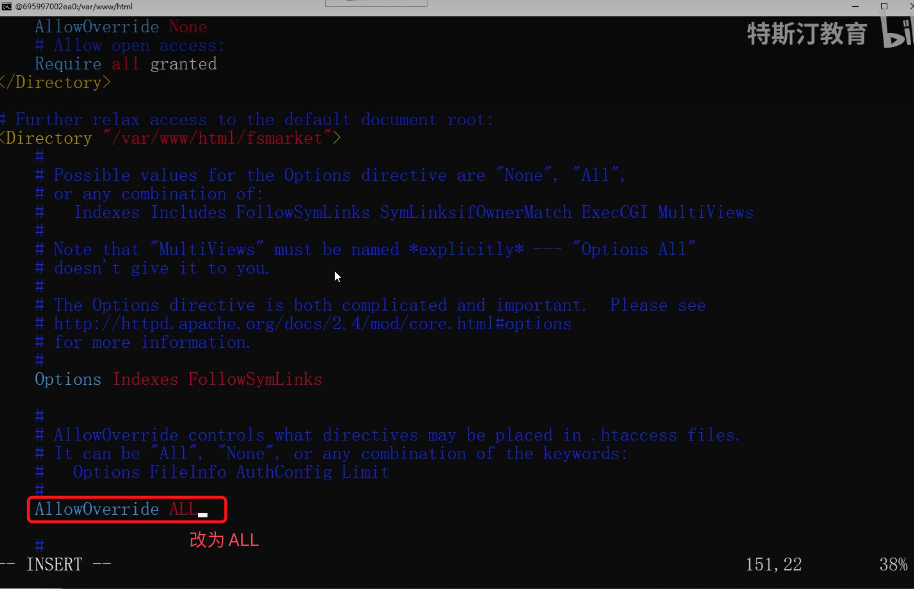 @695997002ea0:/var/www/html
特斯汀教育
AllowOverride None
# Allow open access:
Require all granted
</Directory>
# Further relax access to the default document root:
<Directory "/var/www/html/fsmarket">
#
# Possible values for the Options directive are "None", "All",
# or any combination of:
#   Indexes Includes FollowSymLinks SymLinksifOwnerMatch ExecCGI MultiViews
#
# Note that "MultiViews" must be named *explicitly* --- "Options All"
# doesn't give it to you.
#
# The Options directive is both complicated and important.  Please see
# http://httpd.apache.org/docs/2.4/mod/core.html#options
# for more information.
#
Options Indexes FollowSymLinks
#
# AllowOverride controls what directives may be placed in .htaccess files.
# It can be "All", "None", or any combination of the keywords:
#   Options FileInfo AuthConfig Limit
#
AllowOverride ALL
改为 ALL
#
-- INSERT --
151,22
38%